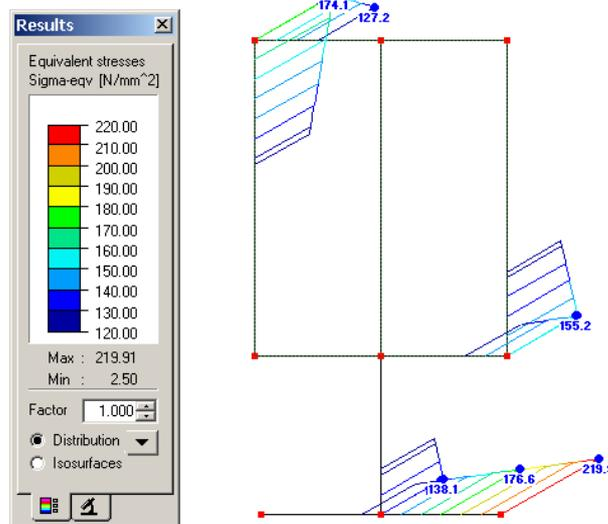 Results
Equivalent stresses
Sigma-eqv [N/mm^2]
220.00
210.00
200.00
190.00
180.00
170.00
160.00
150.00
140.00
130.00
120.00
Max : 219.91
Min : 2.50
Factor 1.000
Distribution
Isosurfaces
174.1
127.2
155.2
138.1
176.6